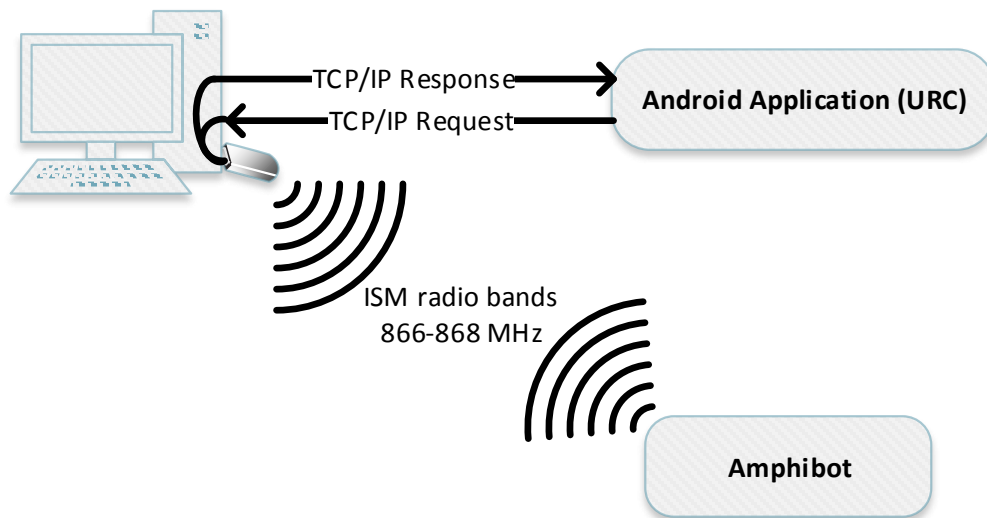 TCP/IP Response
TCP/IP Request
Android Application (URC)
ISM radio bands
866-868 MHz
Amphibot